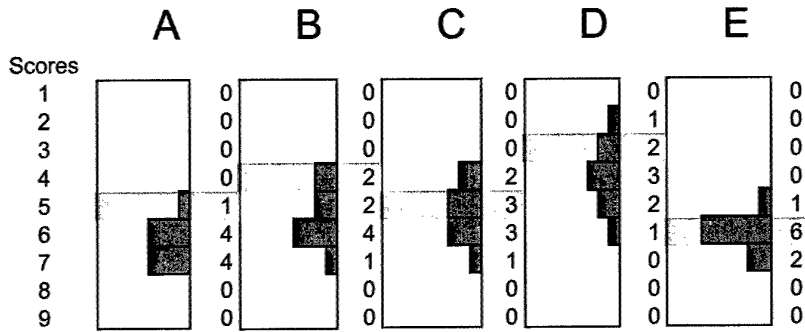 A B C D E
Scores
1 0 0 0 0 0
2 0 0 0 1 0
3 0 0 0 2 0
4 0 2 2 3 0
5 1 2 3 2 1
6 4 4 3 1 6
7 4 1 1 0 2
8 0 0 0 0 0
9 0 0 0 0 0